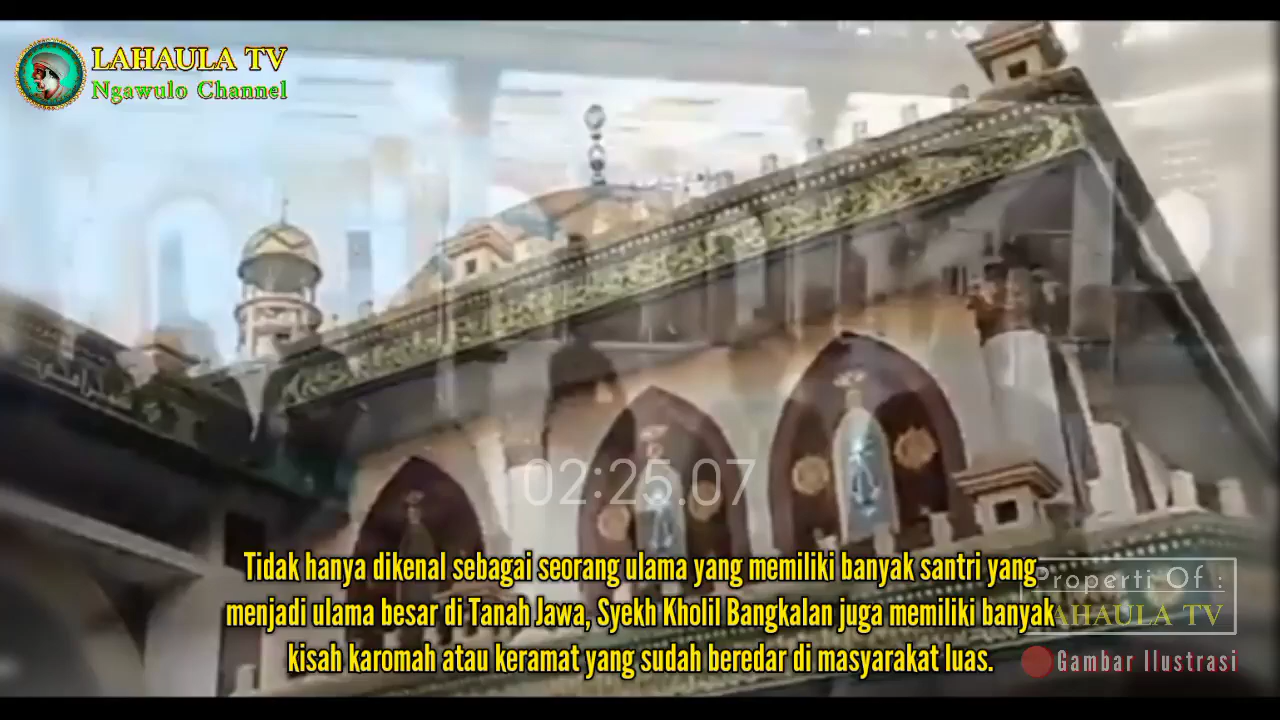 LAHAULA TV
Ngawulo Channel
02:25.07
Tidak hanya dikenal sebagai seorang ulama yang memiliki banyak santri yang
menjadi ulama besar di Tanah Jawa, Syekh Kholil Bangkalan juga memiliki banyak
kisah karomah atau keramat yang sudah beredar di masyarakat luas.
Properti Of :
LAHAULA TV
Gambar Ilustrasi